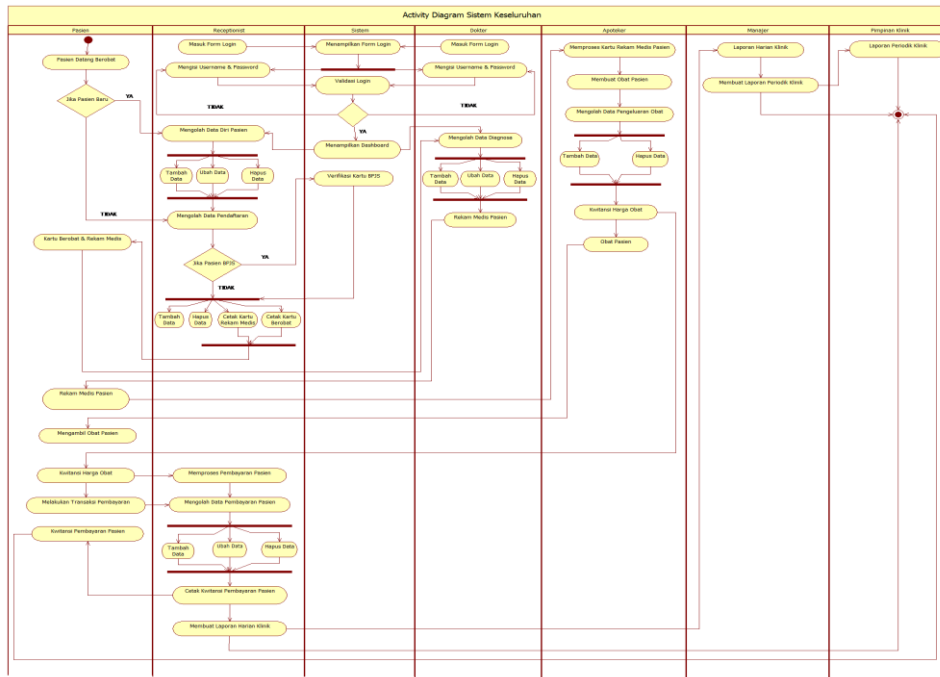 Activity Diagram Sistem Keseluruhan
Pasien
Receptionist
Sistem
Dokter
Apoteker
Manajer
Pimpinan Klinik
Pasien Datang Berobat
Jika Pasien Baru
YA
TIDAK
Kartu Berobat & Rekam Medis
Rekam Medis Pasien
Mengambil Obat Pasien
Kwitansi Harga Obat
Melakukan Transaksi Pembayaran
Kwitansi Pembayaran Pasien
Masuk Form Login
Mengisi Username & Password
TIDAK
Mengolah Data Diri Pasien
Tambah
Data
Ubah Data
Hapus
Data
Mengolah Data Pendaftaran
Jika Pasien BPJS
YA
TIDAK
Tambah
Data
Hapus
Data
Cetak Kartu
Rekam Medis
Cetak Kartu
Berobat
Memproses Pembayaran Pasien
Mengolah Data Pembayaran Pasien
Tambah
Data
Ubah Data
Hapus Data
Cetak Kwitansi Pembayaran Pasien
Membuat Laporan Harian Klinik
Menampilkan Form Login
Validasi Login
YA
Menampilkan Dashboard
Verifikasi Kartu BPJS
Masuk Form Login
Mengisi Username & Password
TIDAK
Mengolah Data Diagnosa
Tambah
Data
Ubah Data
Hapus
Data
Rekam Medis Pasien
Memproses Kartu Rekam Medis Pasien
Membuat Obat Pasien
Mengolah Data Pengeluaran Obat
Tambah Data
Hapus Data
Kwitansi Harga Obat
Obat Pasien
Laporan Harian Klinik
Membuat Laporan Periodik Klinik
Laporan Periodik Klinik